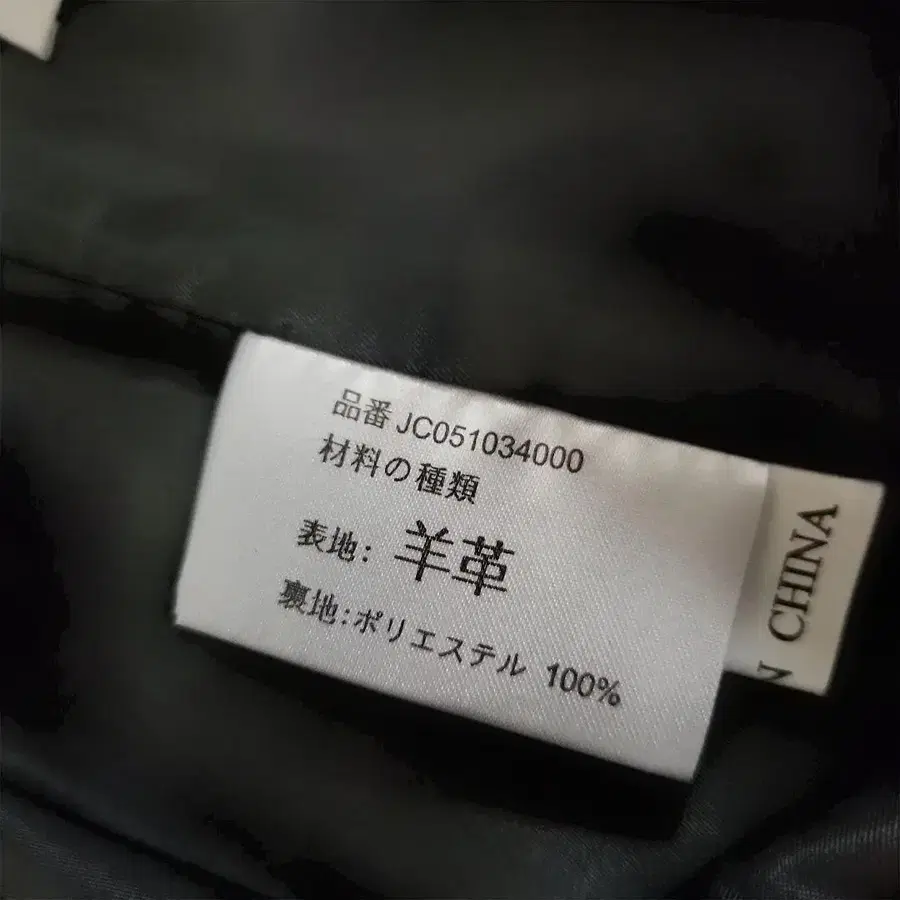 品番 JC051034000
材料の種類
表地: 羊革
裏地:ポリエステル 100%
N CHINA